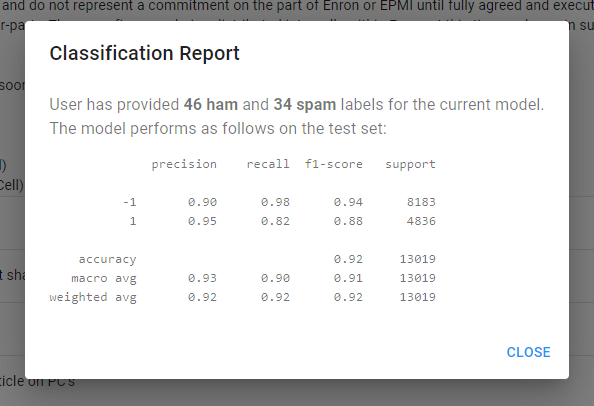 and do not represent a commitment on the part of Enron or EPMI until fully agreed and execut
Classification Report
User has provided 46 ham and 34 spam labels for the current model.
The model performs as follows on the test set:
precision recall f1-score support
-1 0.90 0.98 0.94 8183
1 0.95 0.82 0.88 4836
accuracy 0.92 13019
macro avg 0.93 0.90 0.91 13019
weighted avg 0.92 0.92 0.92 13019
CLOSE
soor
)
Cell)
t sha
icle on PC's